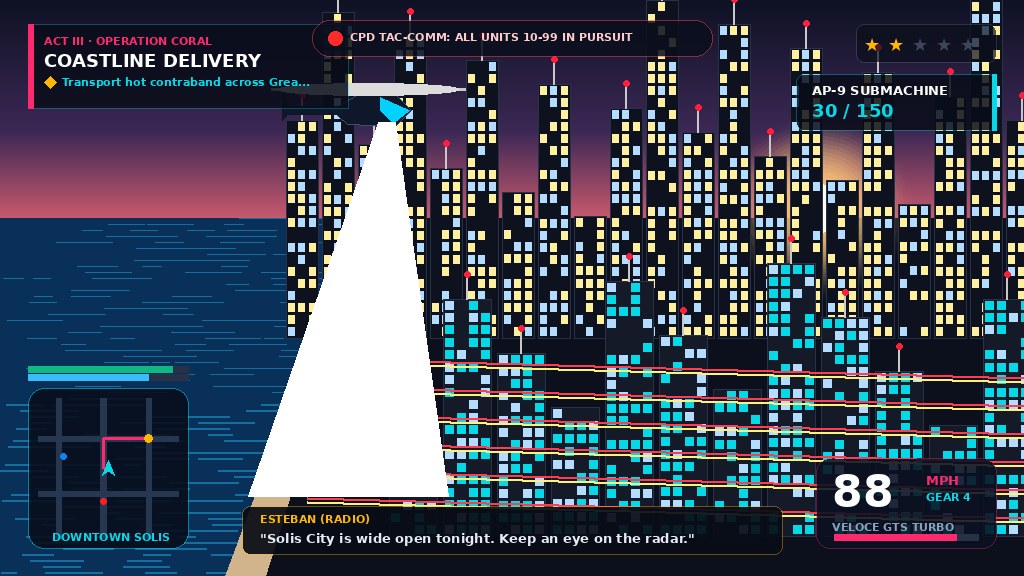 ACT III · OPERATION CORAL
COASTLINE DELIVERY
Transport hot contraband across Grea...
CPD TAC-COMM: ALL UNITS 10-99 IN PURSUIT
AP-9 SUBMACHINE
30 / 150
DOWNTOWN SOLIS
ESTEBAN (RADIO)
"Solis City is wide open tonight. Keep an eye on the radar."
88 MPH
GEAR 4
VELOCE GTS TURBO